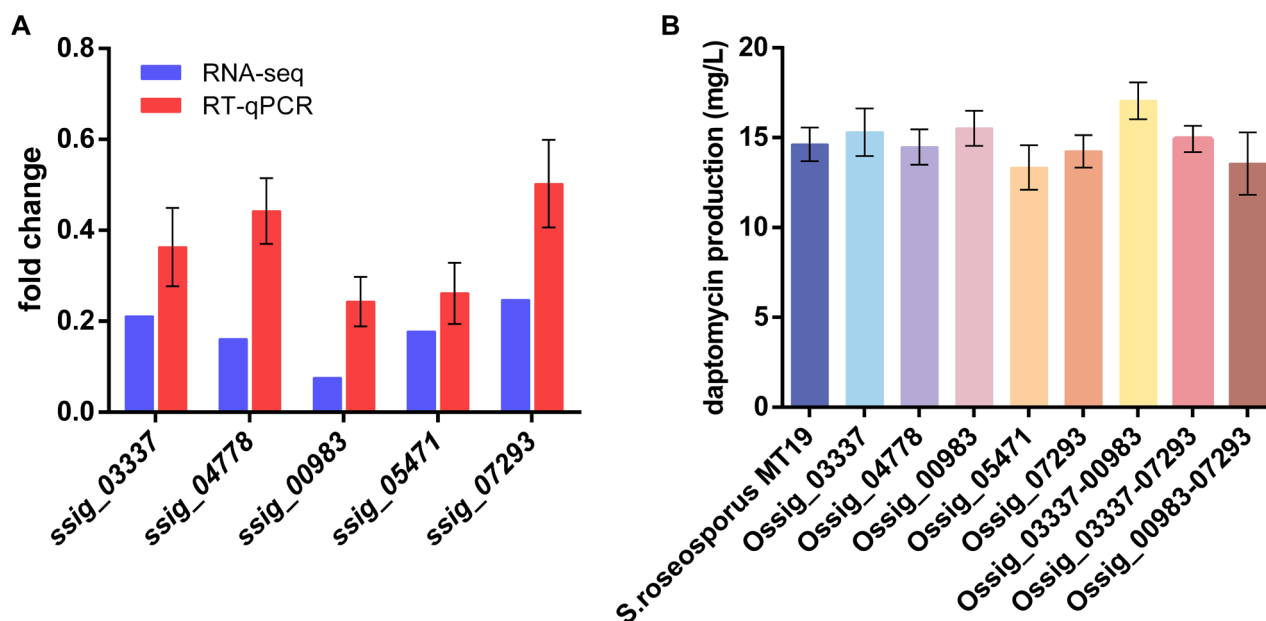 A
fold change
0.8
0.6
0.4
0.2
0.0
RNA-seq
RT-qPCR
ssig_03337
ssig_04778
ssig_00983
ssig_05471
ssig_07293
B
daptomycin production (mg/L)
20
15
10
5
0
S.roseosporus MT19
Ossig_03337
Ossig_04778
Ossig_00983
Ossig_05471
Ossig_07293
Ossig_03337-00983
Ossig_03337-07293
Ossig_00983-07293